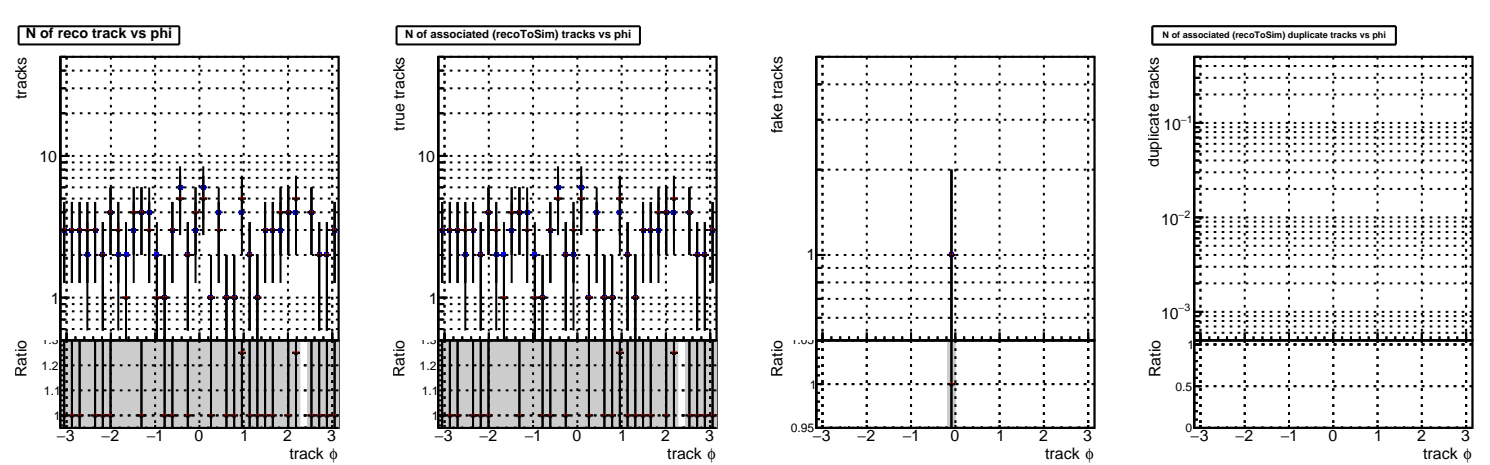 N of reco track vs phi
tracks
10
1
Ratio
1.3
1.2
1.1
1
−3 −2 −1 0 1 2 3
track ϕ
N of associated (recoToSim) tracks vs phi
true tracks
10
1
Ratio
1.3
1.2
1.1
1
−3 −2 −1 0 1 2 3
track ϕ
fake tracks
1
Ratio
1.05
1
0.95
−3 −2 −1 0 1 2 3
track ϕ
N of associated (recoToSim) duplicate tracks vs phi
duplicate tracks
10−1
10−2
10−3
Ratio
1
0.5
0
−3 −2 −1 0 1 2 3
track ϕ